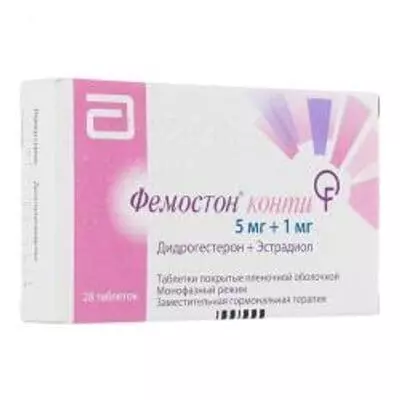 Фемостон® конти
5 мг + 1 мг
Дидрогестерон + Эстрадиол
Таблетки покрытые пленочной оболочкой
Монофазный режим
Заместительная гормональная терапия
28 таблеток